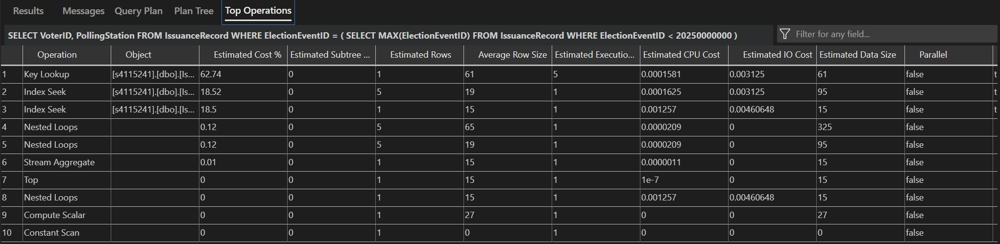 Results Messages Query Plan Plan Tree Top Operations
SELECT VoterID, PollingStation FROM IssuanceRecord WHERE ElectionEventID = ( SELECT MAX(ElectionEventID) FROM IssuanceRecord WHERE ElectionEventID < 20250000000 ) Filter for any field...
Operation Object Estimated Cost % Estimated Subtree ... Estimated Rows Average Row Size Estimated Executio... Estimated CPU Cost Estimated IO Cost Estimated Data Size Parallel
1 Key Lookup [s4115241].[dbo].[Is... 62.74 0 1 61 5 0.0001581 0.003125 61 false t
2 Index Seek [s4115241].[dbo].[Is... 18.52 0 5 19 1 0.0001625 0.003125 95 false t
3 Index Seek [s4115241].[dbo].[Is... 18.5 0 1 15 1 0.001257 0.00460648 15 false t
4 Nested Loops 0.12 0 5 65 1 0.0000209 0 325 false
5 Nested Loops 0.12 0 5 19 1 0.0000209 0 95 false
6 Stream Aggregate 0.01 0 1 15 1 0.0000011 0 15 false
7 Top 0 0 1 15 1 1e-7 0 15 false
8 Nested Loops 0 0 1 15 1 0.001257 0.00460648 15 false
9 Compute Scalar 0 0 1 27 1 0 0 27 false
10 Constant Scan 0 0 1 0 1 0 0 0 false